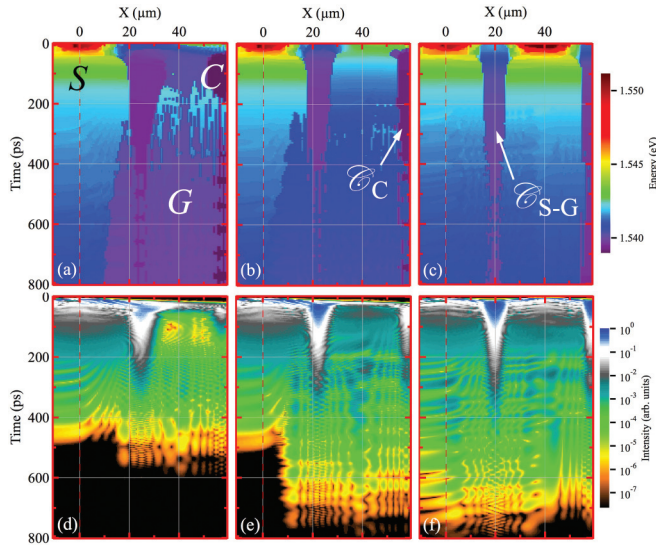 X (μm) X (μm) X (μm)
0 20 40 0 20 40 0 20 40
0
200
400
600
800
Time (ps)
S
C
G
(a)
𝒞C
(b)
𝒞S-G
(c)
1.550
1.545
1.540
Energy (eV)
0
200
400
600
800
Time (ps)
(d)
(e)
(f)
10^0
10^-1
10^-2
10^-3
10^-4
10^-5
10^-6
10^-7
Intensity (arb. units)